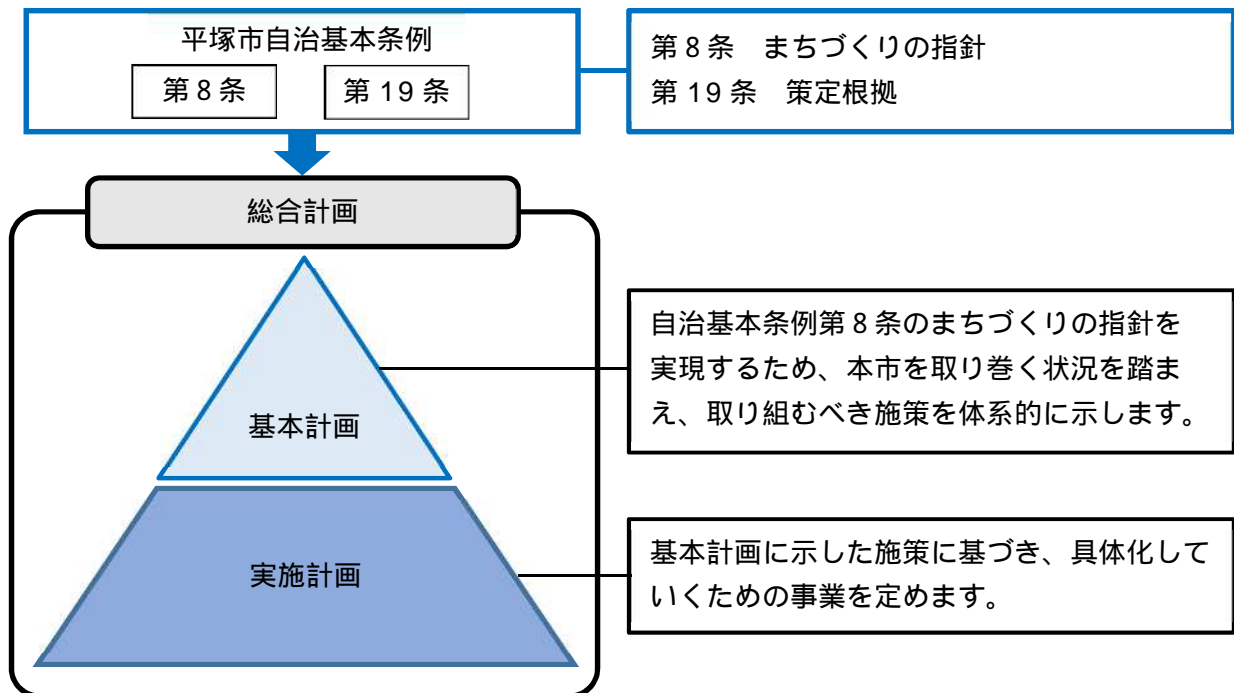 平塚市自治基本条例
第8条
第19条
第8条　まちづくりの指針
第19条　策定根拠
総合計画
基本計画
自治基本条例第8条のまちづくりの指針を
実現するため、本市を取り巻く状況を踏ま
え、取り組むべき施策を体系的に示します。
実施計画
基本計画に示した施策に基づき、具体化して
いくための事業を定めます。